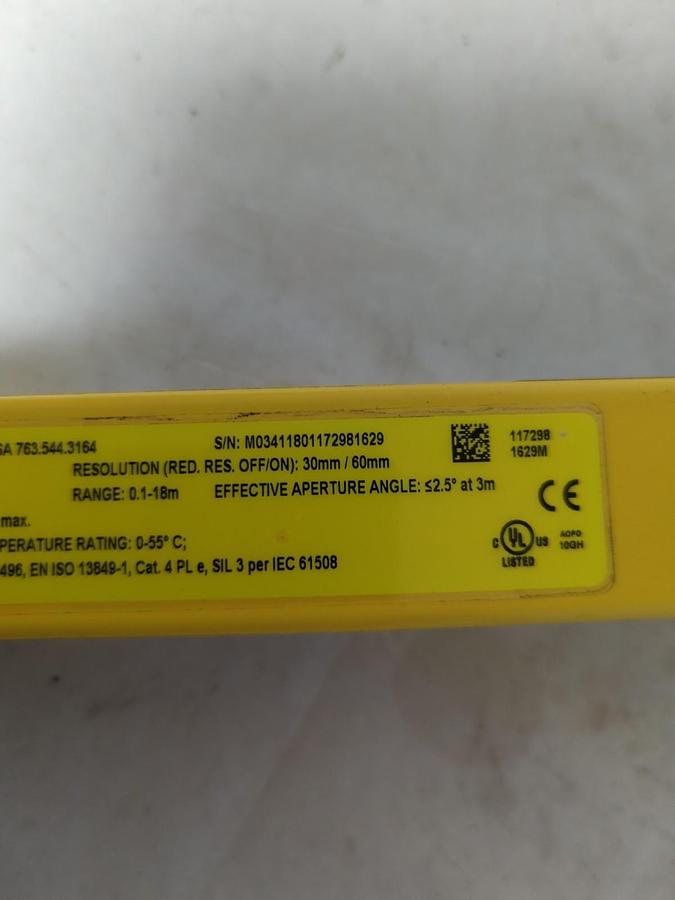 SA 763.544.3164 S/N: M03411801172981629 117298
1629M
RESOLUTION (RED. RES. OFF/ON): 30mm / 60mm
RANGE: 0.1-18m EFFECTIVE APERTURE ANGLE: ≤2.5° at 3m
CE
max.
PERATURE RATING: 0-55° C;
496, EN ISO 13849-1, Cat. 4 PL e, SIL 3 per IEC 61508
C UL US
LISTED
AOPD
10GH